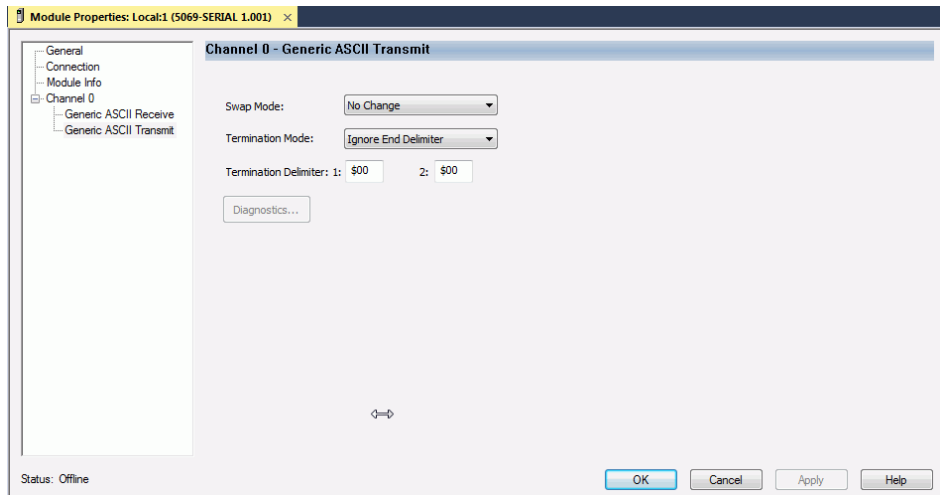 Module Properties: Local:1 (5069-SERIAL 1.001) ×
General
Connection
Module Info
Channel 0
Generic ASCII Receive
Generic ASCII Transmit
Channel 0 - Generic ASCII Transmit
Swap Mode: No Change
Termination Mode: Ignore End Delimiter
Termination Delimiter: 1: $00 2: $00
Diagnostics...
Status: Offline
OK Cancel Apply Help